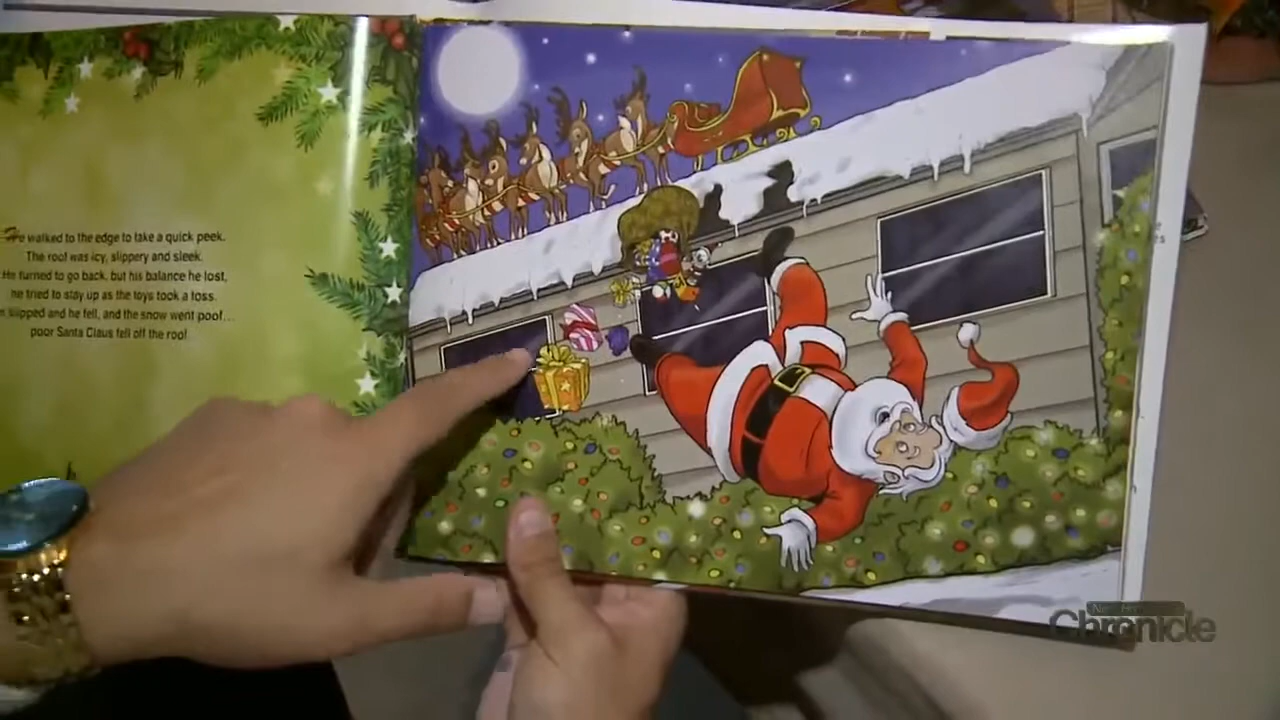 He walked to the edge to take a quick peek.
The roof was icy, slippery and sleek.
He turned to go back, but his balance he lost,
he tried to stay up as the toys took a toss.
slipped and he fell, and the snow went poof...
poor Santa Claus fell off the roof
Chronicle